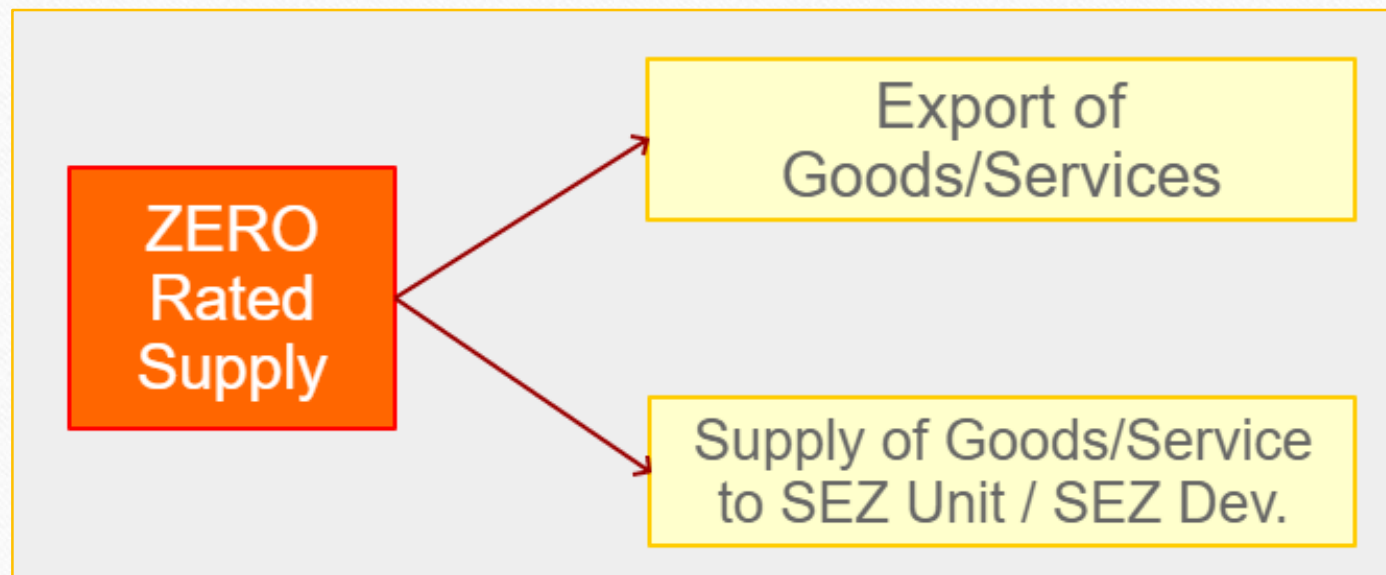 ZERO
Rated
Supply
Export of
Goods/Services
Supply of Goods/Service
to SEZ Unit / SEZ Dev.